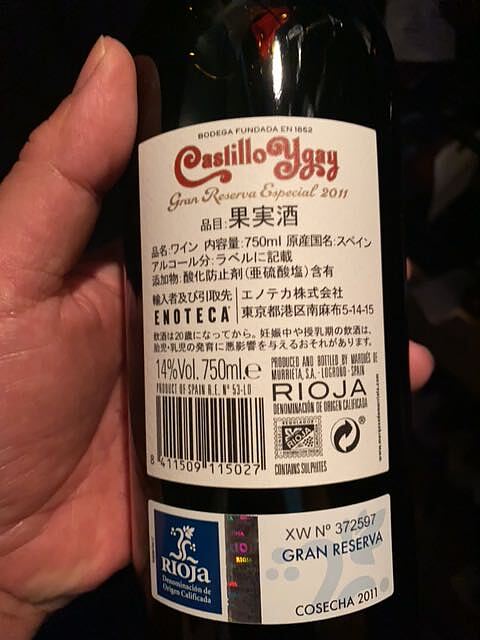 BODEGA FUNDADA EN 1852
Castillo Ygay
Gran Reserva Especial 2011
品目:果実酒
品名:ワイン 内容量:750ml 原産国名:スペイン
アルコール分:ラベルに記載
添加物:酸化防止剤(亜硫酸塩)含有
輸入者及び引取先 エノテカ株式会社
ENOTECA 東京都港区南麻布5-14-15
飲酒は20歳になってから。妊娠中や授乳期の飲酒は、
胎児・乳児の発育に悪影響を与えるおそれがあります。
14%Vol. 750ml.e
PRODUCT OF SPAIN R.E. Nº 53-LO
8 411509 115027
PRODUCED AND BOTTLED BY MARQUÉS DE
MURRIETA, S.A. - LOGROÑO - SPAIN
RIOJA
DENOMINACIÓN DE ORIGEN CALIFICADA
RIOJA
CONTAINS SULPHITES
RIOJA
Denominación de
Origen Calificada
XW Nº 372597
GRAN RESERVA
COSECHA 2011